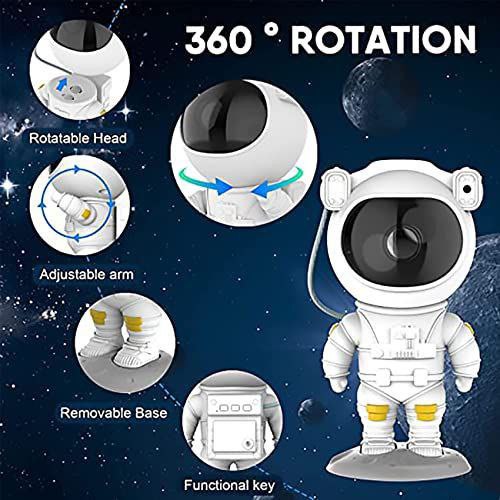 360 ° ROTATION
Rotatable Head
Adjustable arm
Removable Base
Functional key